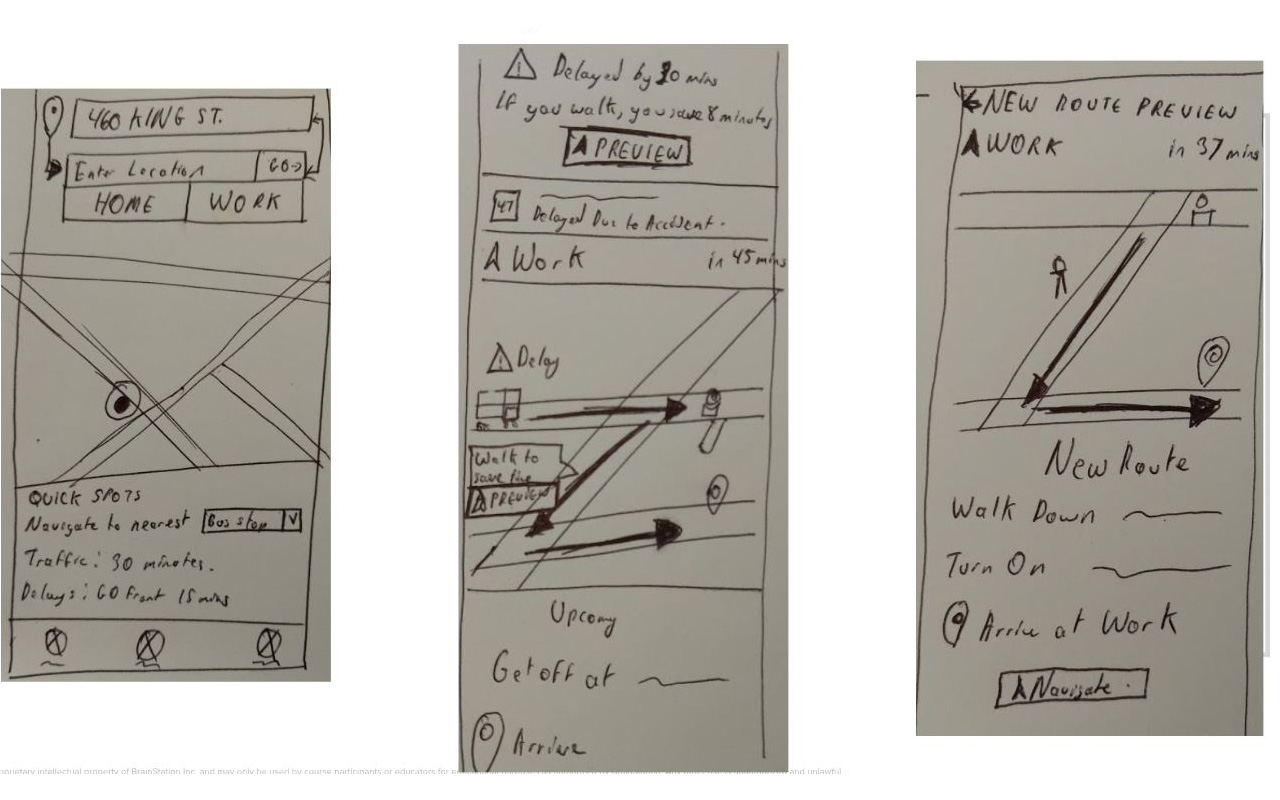 460 KING ST.
Enter Location GO→
HOME WORK
QUICK SPOTS
Navigate to nearest Bus stop V
Traffic: 30 minutes.
Delays: GO Front 15 mins
Delayed by 30 mins
If you walk, you save 8 minutes
PREVIEW
47
Delayed Due to Accident.
Work in 45 mins
Delay
Walk to
save time
PREVIEW
Upcomy
Get off at
Arrive
←NEW ROUTE PREVIEW
WORK in 37 mins
New Route
Walk Down
Turn On
Arrive at Work
Navigate.
intellectual property of BrainStation Inc. and may only be used by course participants or educators for
and unlawful